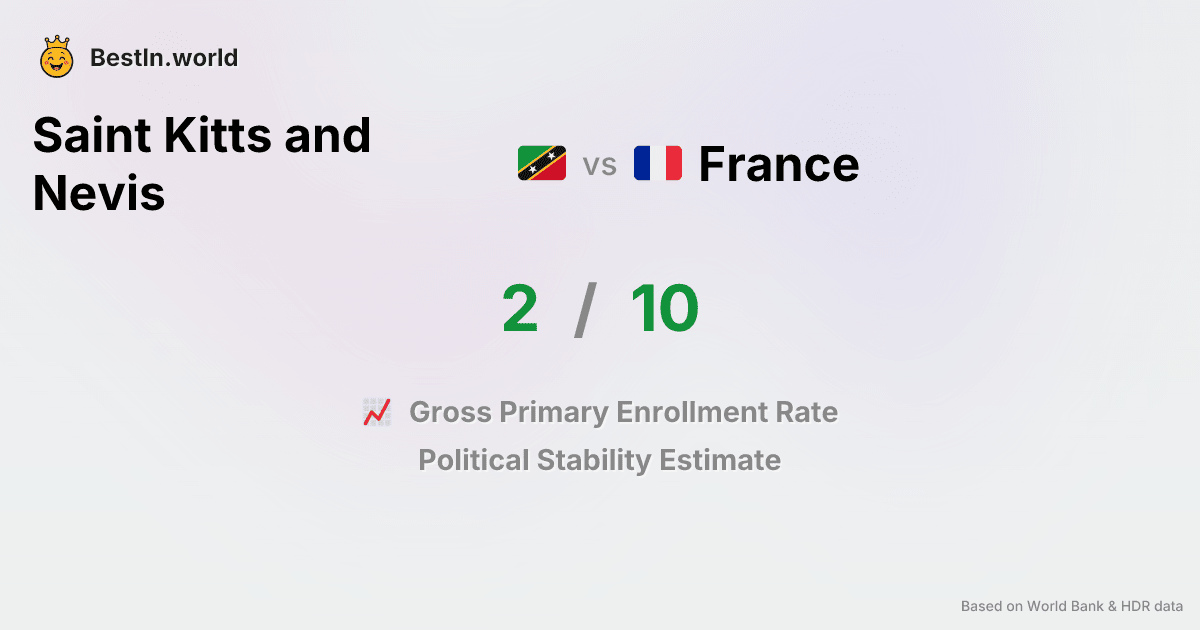 BestIn.world
Saint Kitts and
Nevis
vs
France
2 / 10
Gross Primary Enrollment Rate
Political Stability Estimate
Based on World Bank & HDR data